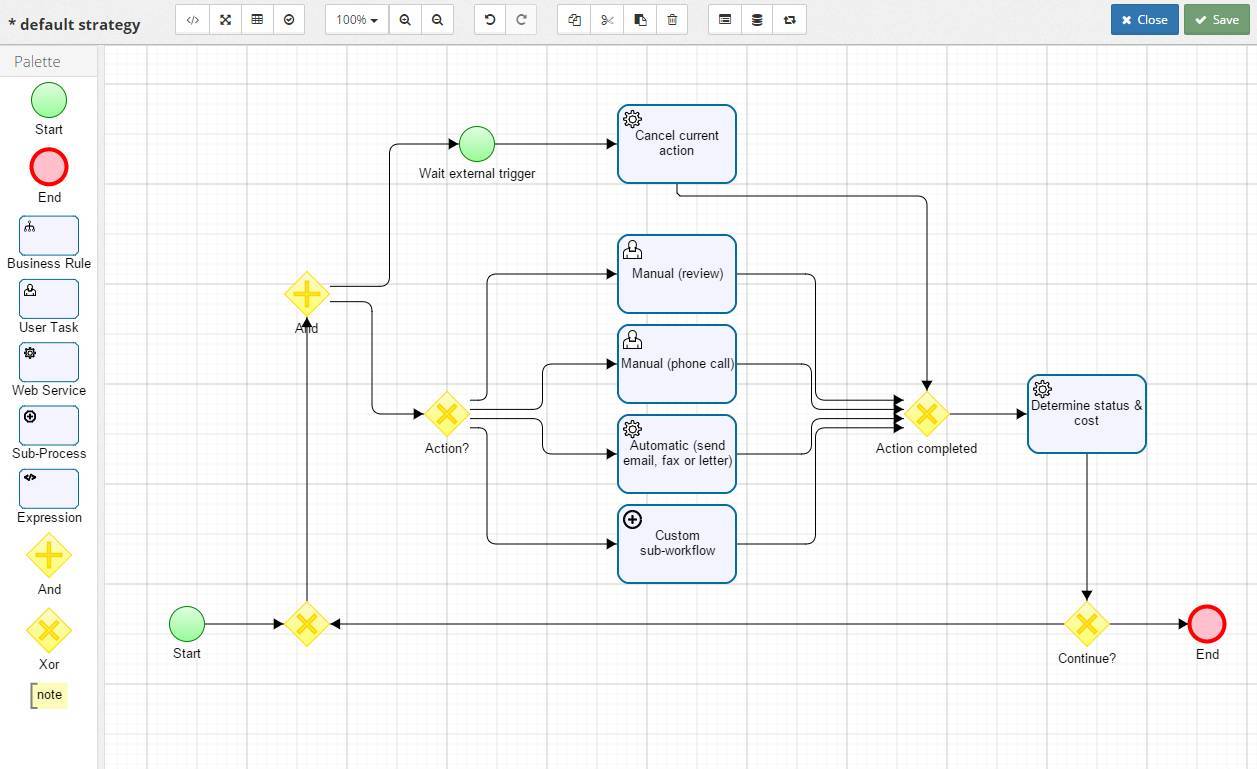 * default strategy
100%
Close
Save
Palette
Start
End
Business Rule
User Task
Web Service
Sub-Process
Expression
And
Xor
note
Wait external trigger
Cancel current
action
And
Manual (review)
Manual (phone call)
Action?
Automatic (send
email, fax or letter)
Custom
sub-workflow
Action completed
Determine status &
cost
Start
Continue?
End